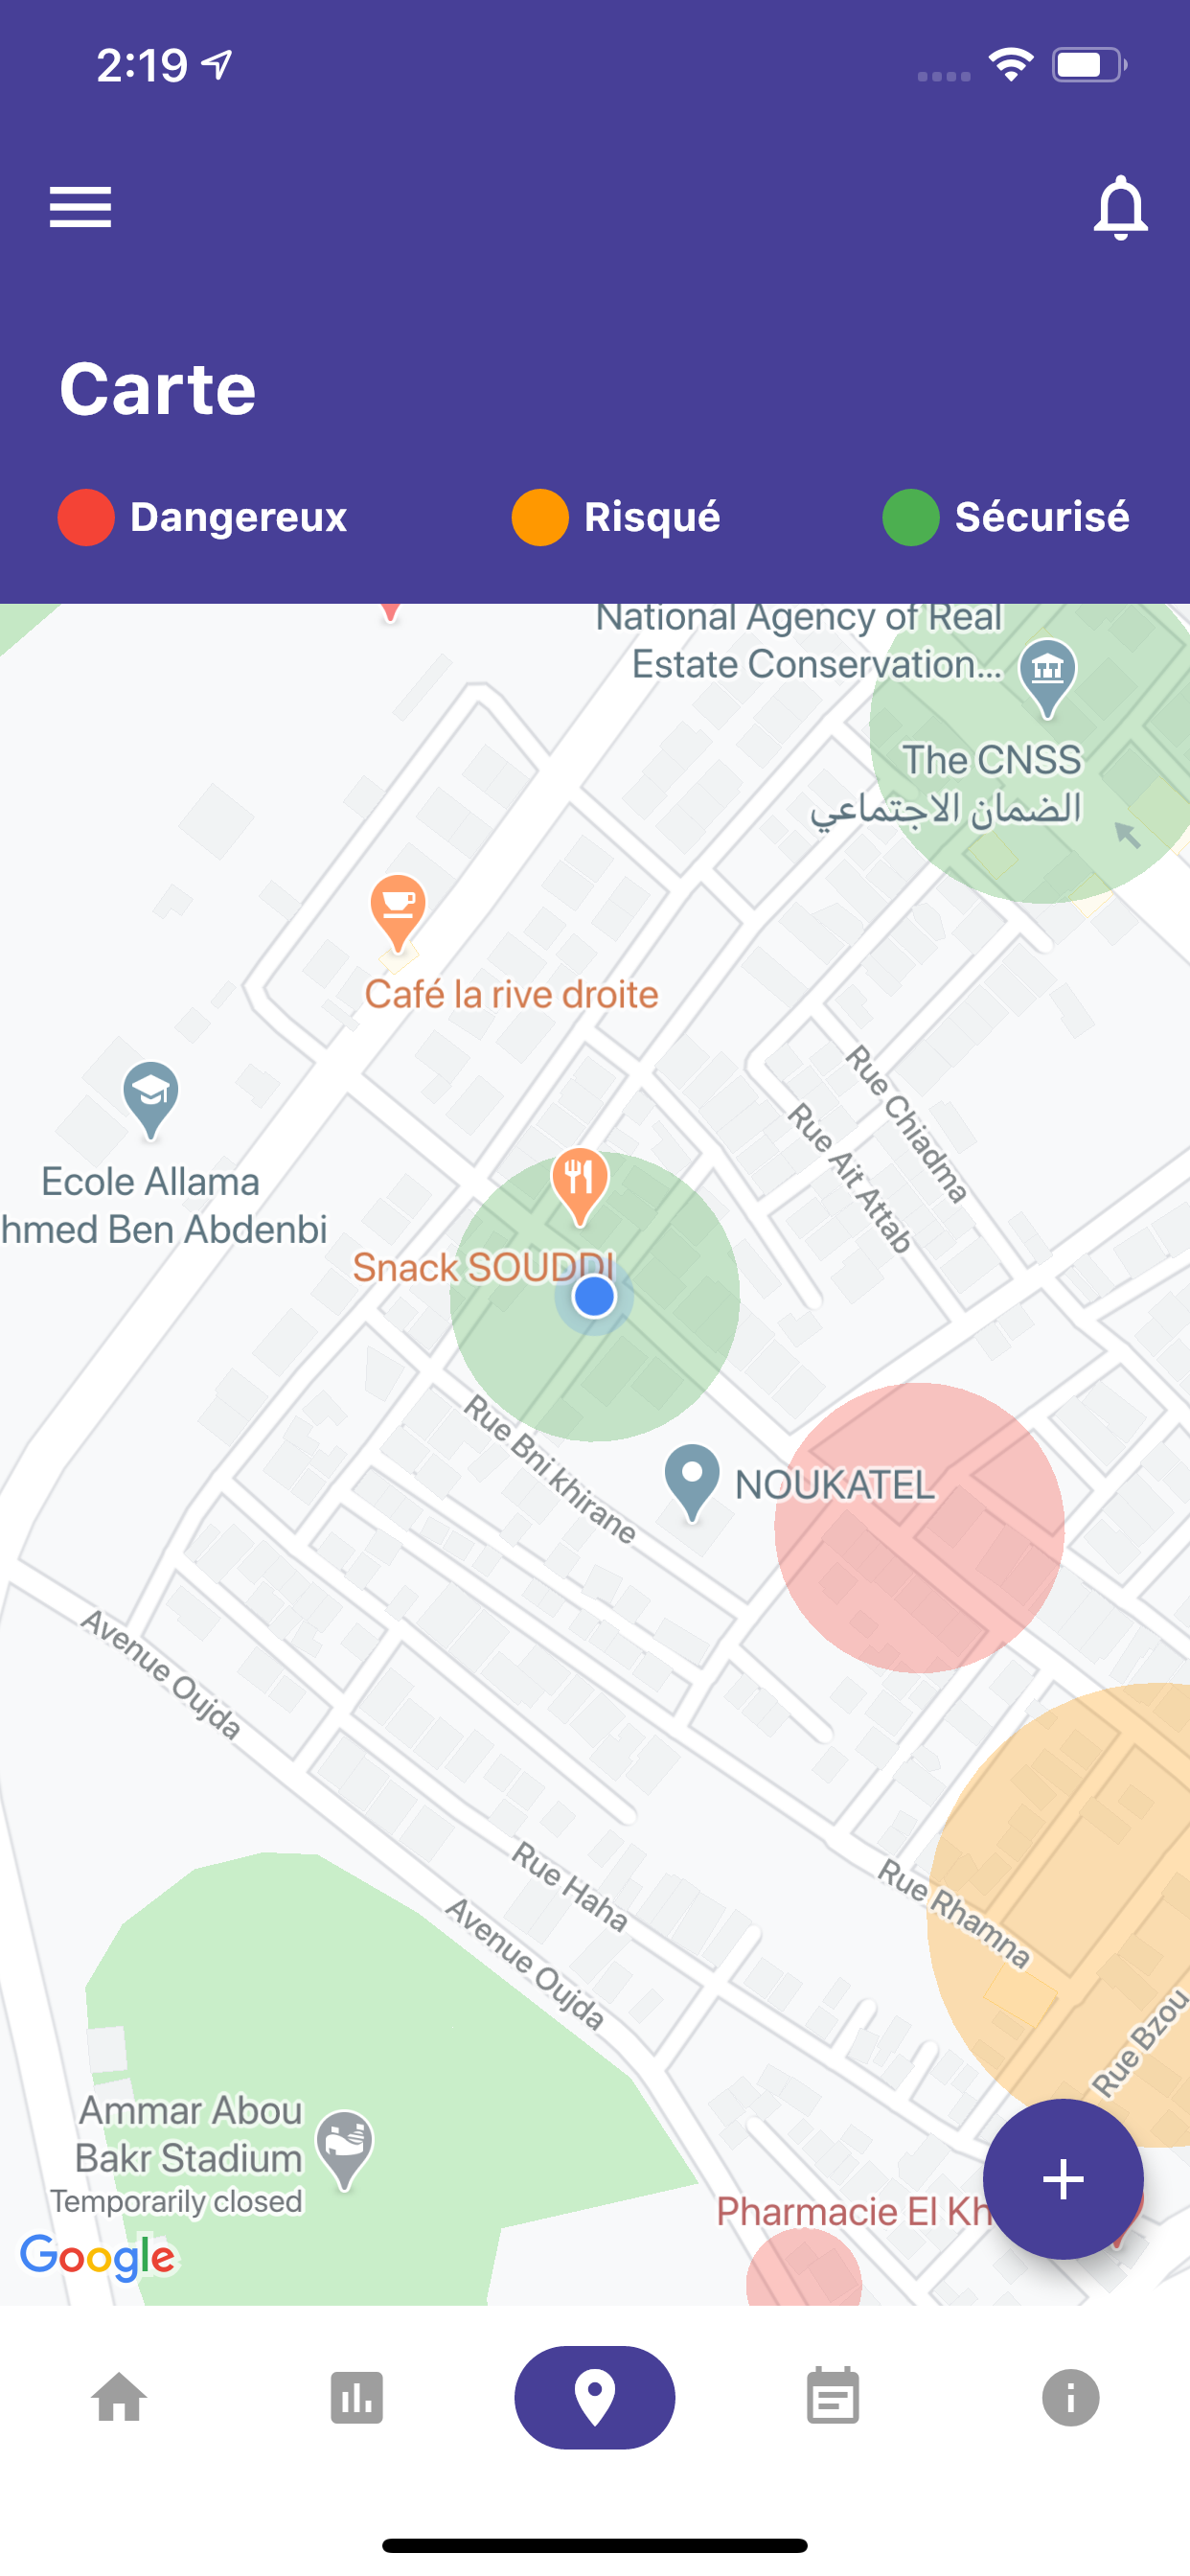 2:19
Carte
Dangereux
Risqué
Sécurisé
National Agency of Real
Estate Conservation...
The CNSS
الضمان الاجتماعي
Café la rive droite
Rue Chiadma
Rue Ait Attab
Ecole Allama
hmed Ben Abdenbi
Snack SOUDDI
Rue Bni khirane
NOUKATEL
Avenue Oujda
Rue Haha
Rue Rhamna
Avenue Oujda
Rue Bzou
Ammar Abou
Bakr Stadium
Temporarily closed
Pharmacie El Kh
Google